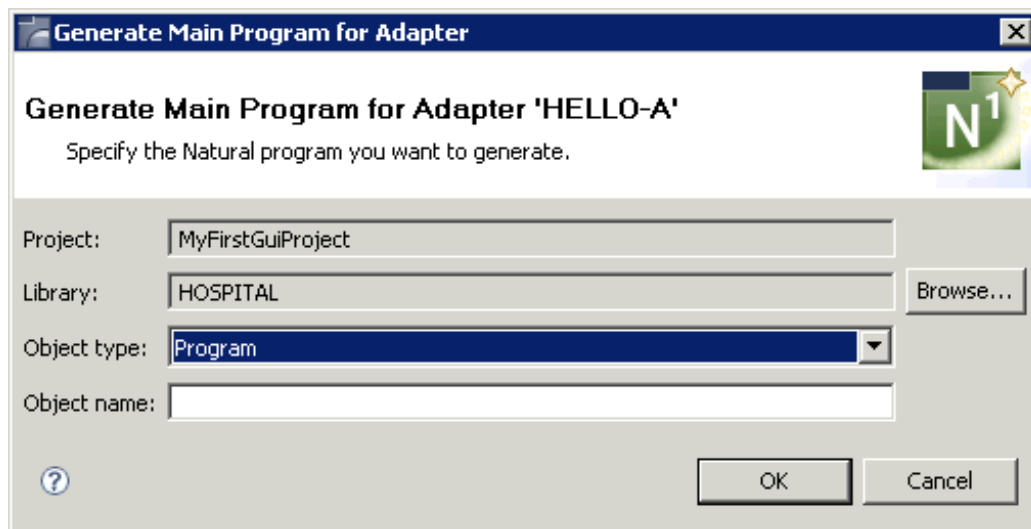 Generate Main Program for Adapter
Generate Main Program for Adapter 'HELLO-A'
Specify the Natural program you want to generate.
N1
Project: MyFirstGuiProject
Library: HOSPITAL Browse...
Object type: Program
Object name:
? OK Cancel